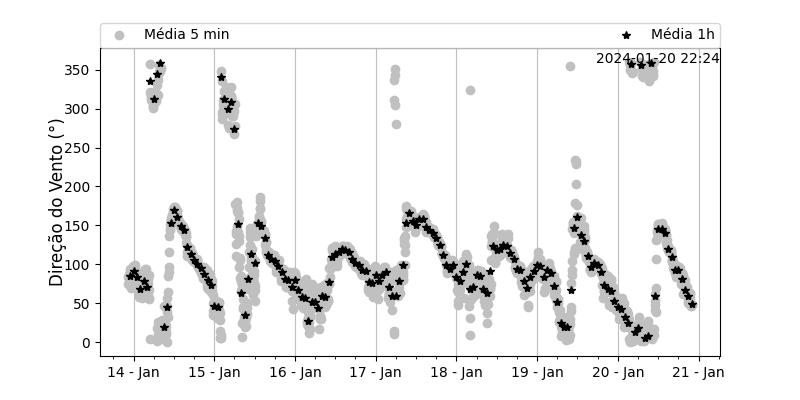 Média 5 min
Média 1h
2024-01-20 22:24
Direção do Vento (°)
350
300
250
200
150
100
50
0
14 - Jan
15 - Jan
16 - Jan
17 - Jan
18 - Jan
19 - Jan
20 - Jan
21 - Jan